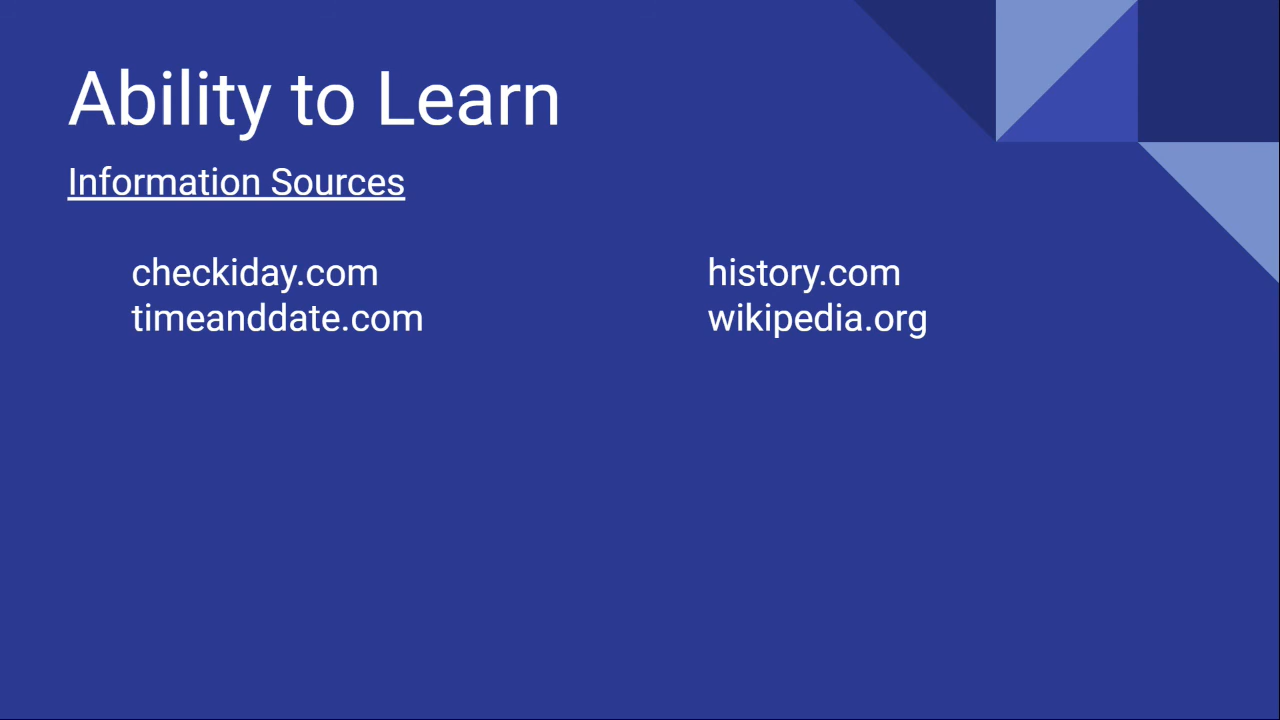 Ability to Learn
Information Sources
checkiday.com
timeanddate.com
history.com
wikipedia.org